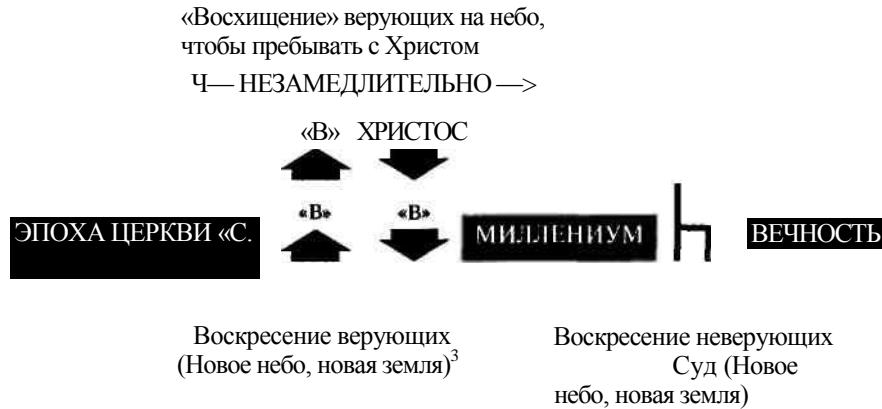 «Восхищение» верующих на небо,
чтобы пребывать с Христом
Ч— НЕЗАМЕДЛИТЕЛЬНО —>
«В» ХРИСТОС
«В» «В»
ЭПОХА ЦЕРКВИ «С. МИЛЛЕНИУМ ВЕЧНОСТЬ
Воскресение верующих
(Новое небо, новая земля)³
Воскресение неверующих
Суд (Новое
небо, новая земля)